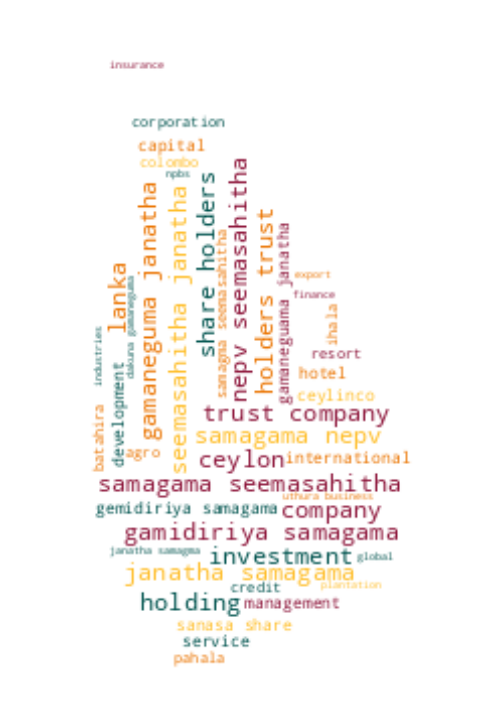 insurance
corporation
capital
colombo
npbs
gamaneguma janatha
seemasahitha janatha
share holders
samagma seemasahitha
nepv seemasahitha
holders trust
gamaneguama janatha
export
finance
ihala
lanka
dakuna gamaneguma
industries
development
batahira
agro
resort
hotel
ceylinco
trust company
samagama nepv
ceylon
international
samagama seemasahitha
uthura business
gemidiriya samagama
company
gamidiriya samagama
janatha samagma
investment
global
janatha samagama
plantation
credit
holding
management
sanasa share
service
pahala